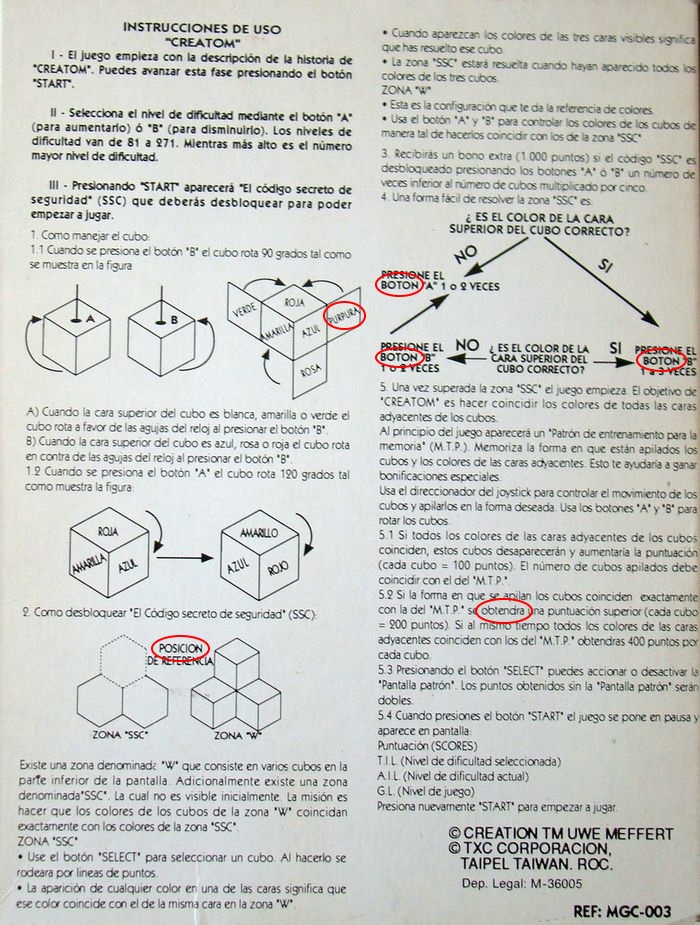 INSTRUCCIONES DE USO
"CREATOM"
I - El juego empieza con la descripción de la historia de
"CREATOM". Puedes avanzar esta fase presionando el botón
"START".
II - Selecciona el nivel de dificultad mediante el botón "A"
(para aumentarlo) ó "B" (para disminuirlo). Los niveles de
dificultad van de 81 a 271. Mientras más alto es el número
mayor nivel de dificultad.
III - Presionando "START" aparecerá "El código secreto de
seguridad" (SSC) que deberás desbloquear para poder
empezar a jugar.
1. Como manejar el cubo:
1.1 Cuando se presiona el botón "B" el cubo rota 90 grados tal como
se muestra en la figura
A
B
VERDE
ROJA
AMARILLA
AZUL
PURPURA
ROSA
A) Cuando la cara superior del cubo es blanca, amarilla o verde el
cubo rota a favor de las agujas del reloj al presionar el botón "B".
B) Cuando la cara superior del cubo es azul, rosa o roja el cubo rota
en contra de las agujas del reloj al presionar el botón "B".
1.2 Cuando se presiona el botón "A" el cubo rota 120 grados tal
como muestra la figura:
ROJA
AMARILLA
AZUL
AMARILLO
AZUL
ROJO
2. Como desbloquear "El Código secreto de seguridad" (SSC):
POSICION
DE REFERENCIA
ZONA "SSC"
ZONA "W"
Existe una zona denominada "W" que consiste en varios cubos en la
parte inferior de la pantalla. Adicionalmente existe una zona
denominada"SSC". La cual no es visible inicialmente. La misión es
hacer que los colores de los cubos de la zona "W" coincidan
exactamente con los colores de la zona "SSC".
ZONA "SSC"
• Use el botón "SELECT" para seleccionar un cubo. Al hacerlo se
rodeara por lineas de puntos.
• La aparición de cualquier color en una de las caras significa que
ese color coincide con el de la misma cara en la zona "W".
• Cuando aparezcan los colores de las tres caras visibles significa
que has resuelto ese cubo.
• La zona "SSC" estará resuelta cuando hayan aparecido todos los
colores de los tres cubos.
ZONA "W"
• Esta es la configuración que te da la referencia de colores.
• Usa el botón "A" y "B" para controlar los colores de los cubos de
manera tal de hacerlos coincidir con los de la zona "SSC"
3. Recibirás un bono extra (1.000 puntos) si el código "SSC" es
desbloqueado presionando los botones "A" ó "B" un número de
veces inferior al número de cubos multiplicado por cinco.
4. Una forma fácil de resolver la zona "SSC" es:
¿ ES EL COLOR DE LA CARA
SUPERIOR DEL CUBO CORRECTO?
NO
SI
PRESIONE EL
BOTON "A" 1 o 2 VECES
PRESIONE EL
BOTON "B"
1 o 2 VECES
NO
¿ ES EL COLOR DE LA
CARA SUPERIOR DEL
CUBO CORRECTO?
SI
PRESIONE EL
BOTON "B"
1 a 3 VECES
5. Una vez superada la zona "SSC" el juego empieza. El objetivo de
"CREATOM" es hacer coincidir los colores de todas las caras
adyacentes de los cubos.
Al principio del juego aparecerá un "Patrón de entrenamiento para la
memoria" (M.T.P.). Memoriza la forma en que están apilados los
cubos y los colores de las caras adyacentes. Esto te ayudaría a ganar
bonificaciones especiales.
Usa el direccionador del joystick para controlar el movimiento de los
cubos y apilarlos en la forma deseada. Usa los botones "A" y "B" para
rotar los cubos.
5.1 Si todos los colores de las caras adyacentes de los cubos
coinciden, estos cubos desaparecerán y aumentaría la puntuación
(cada cubo = 100 puntos). El número de cubos apilados debe
coincidir con el del "M.T.P.".
5.2 Si la forma en que se apilan los cubos coinciden exactamente
con la del "M.T.P." se obtendra una puntuación superior (cada cubo
= 200 puntos). Si al mismo tiempo todos los colores de las caras
adyacentes coinciden con los del "M.T.P." obtendras 400 puntos por
cada cubo.
5.3 Presionando el botón "SELECT" puedes accionar o desactivar la
"Pantalla patrón". Los puntos obtenidos sin la "Pantalla patrón" serán
dobles.
5.4 Cuando presiones el botón "START" el juego se pone en pausa y
aparece en pantalla:
Puntuación (SCORES)
T.I.L. (Nivel de dificultad seleccionada)
A.I.L. (Nivel de dificultad actual)
G.L. (Nivel de juego)
Presiona nuevamente "START" para empezar a jugar.
© CREATION TM UWE MEFFERT
© TXC CORPORACION,
TAIPEL TAIWAN. ROC.
Dep. Legal: M-36005
REF: MGC-003